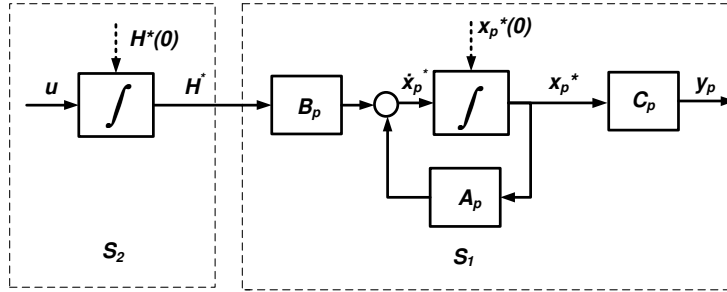 H*(0)
x_p*(0)
u
∫
H*
B_p
ẋ_p*
∫
x_p*
C_p
y_p
A_p
S_2
S_1